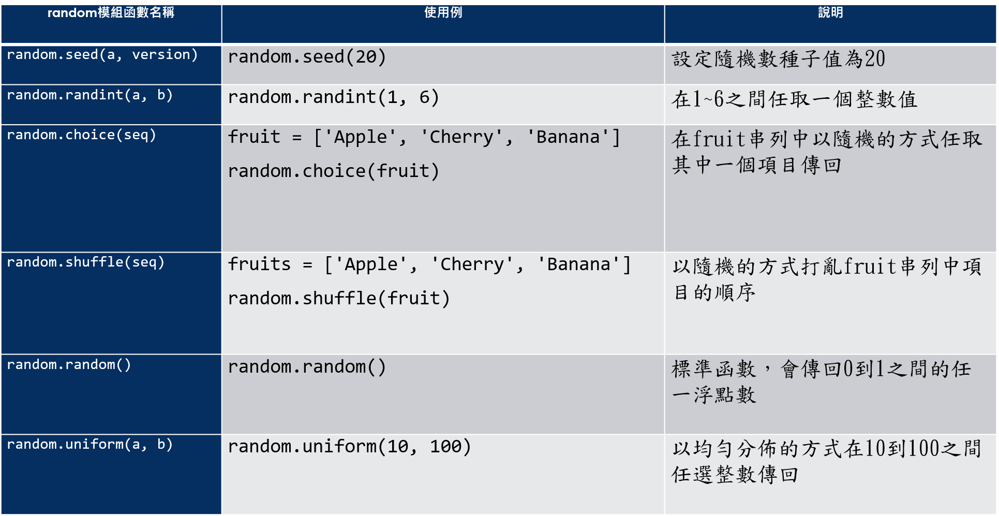 random模組函數名稱 使用例 說明
random.seed(a, version) random.seed(20) 設定隨機數種子值為20
random.randint(a, b) random.randint(1, 6) 在1~6之間任取一個整數值
random.choice(seq) fruit = ['Apple', 'Cherry', 'Banana'] 在fruit串列中以隨機的方式任取
random.choice(fruit) 其中一個項目傳回
random.shuffle(seq) fruits = ['Apple', 'Cherry', 'Banana'] 以隨機的方式打亂fruit串列中項
random.shuffle(fruit) 目的順序
random.random() random.random() 標準函數，會傳回0到1之間的任
一浮點數
random.uniform(a, b) random.uniform(10, 100) 以均勻分佈的方式在10到100之間
任選整數傳回